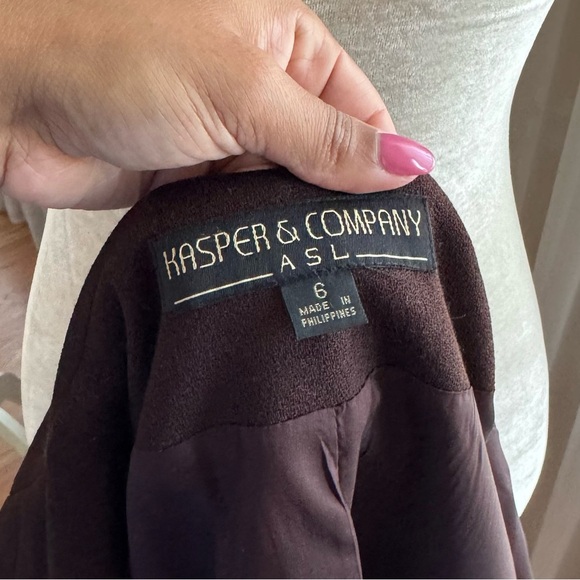 KASPER & COMPANY
ASL
6
MADE IN
PHILIPPINES